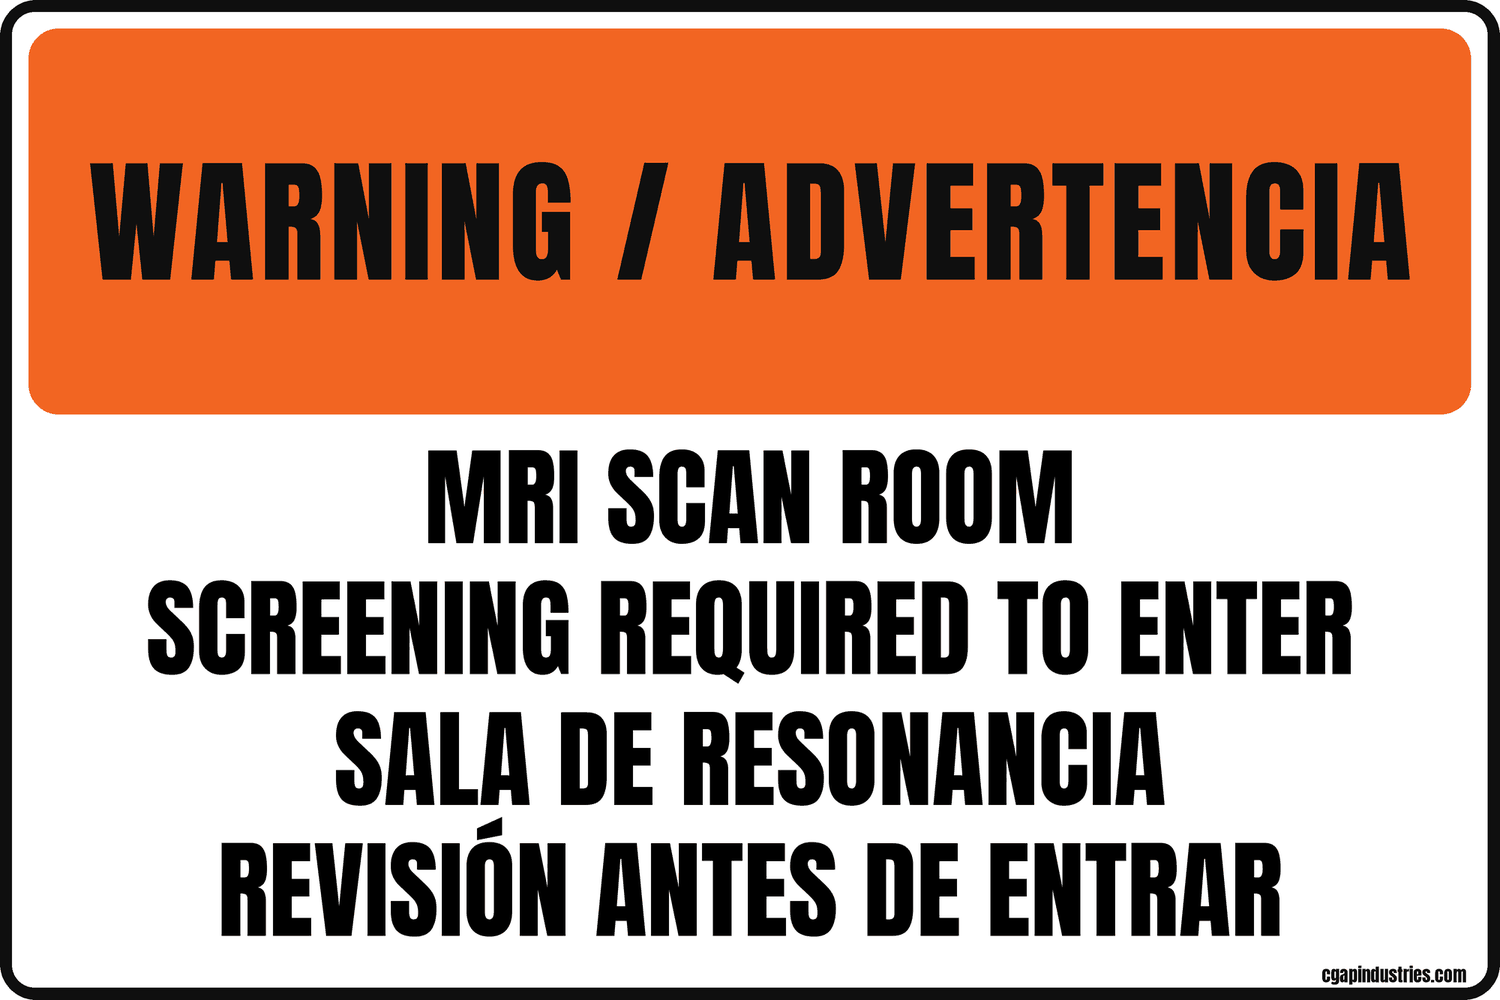 WARNING / ADVERTENCIA
MRI SCAN ROOM
SCREENING REQUIRED TO ENTER
SALA DE RESONANCIA
REVISIÓN ANTES DE ENTRAR
cgapindustries.com